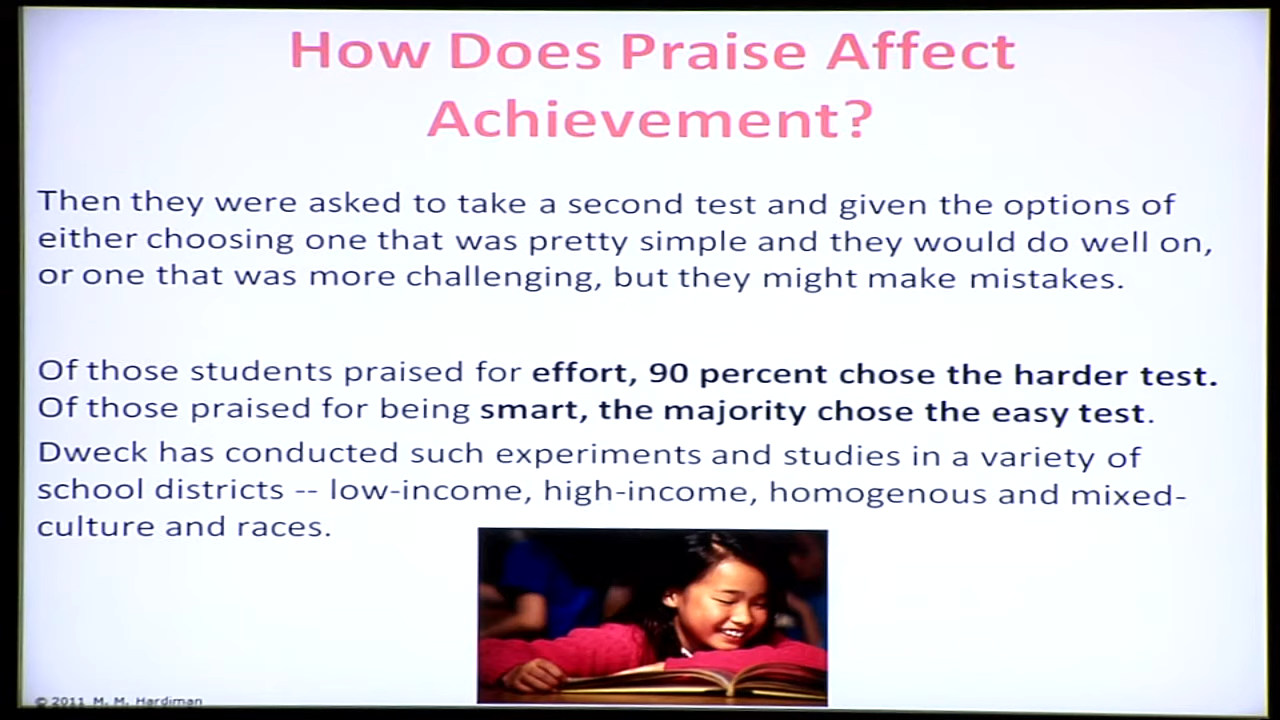 How Does Praise Affect
Achievement?
Then they were asked to take a second test and given the options of
either choosing one that was pretty simple and they would do well on,
or one that was more challenging, but they might make mistakes.
Of those students praised for effort, 90 percent chose the harder test.
Of those praised for being smart, the majority chose the easy test.
Dweck has conducted such experiments and studies in a variety of
school districts -- low-income, high-income, homogenous and mixed-
culture and races.
© 2011 M. M. Hardiman